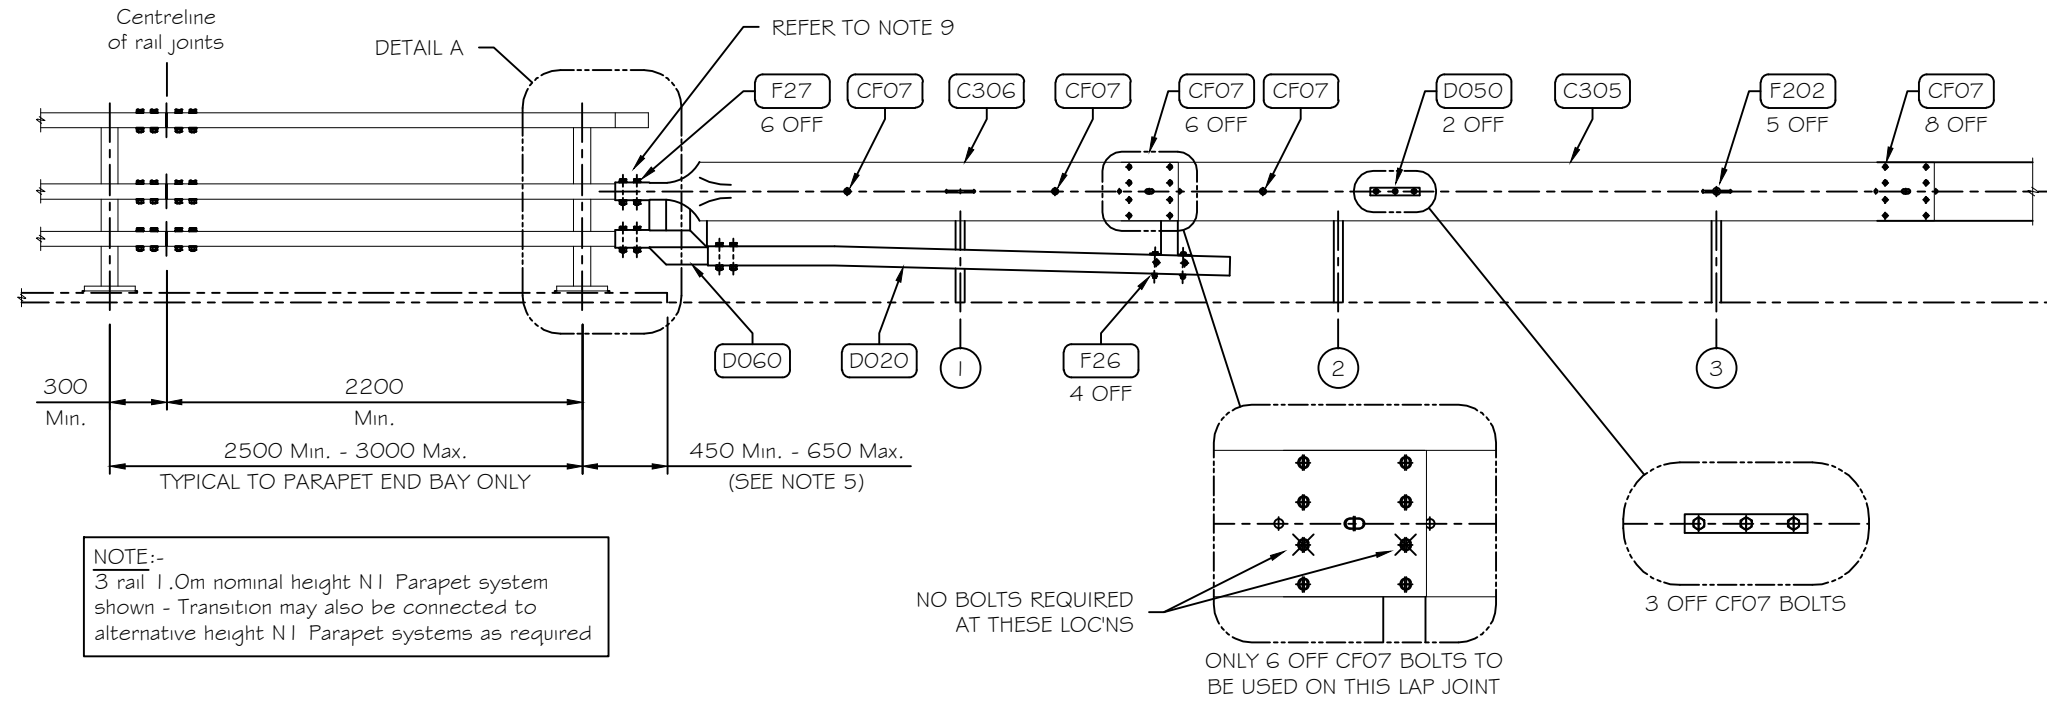 Centreline
of rail joints
DETAIL A
REFER TO NOTE 9
F27
6 OFF
CF07
C306
CF07
CF07
6 OFF
CF07
D050
2 OFF
C305
F202
5 OFF
CF07
8 OFF
D060
D020
1
F26
4 OFF
2
3
300
Min.
2200
Min.
2500 Min. - 3000 Max.
TYPICAL TO PARAPET END BAY ONLY
450 Min. - 650 Max.
(SEE NOTE 5)
NOTE:-
3 rail 1.0m nominal height N1 Parapet system
shown - Transition may also be connected to
alternative height N1 Parapet systems as required
NO BOLTS REQUIRED
AT THESE LOC'NS
ONLY 6 OFF CF07 BOLTS TO
BE USED ON THIS LAP JOINT
3 OFF CF07 BOLTS